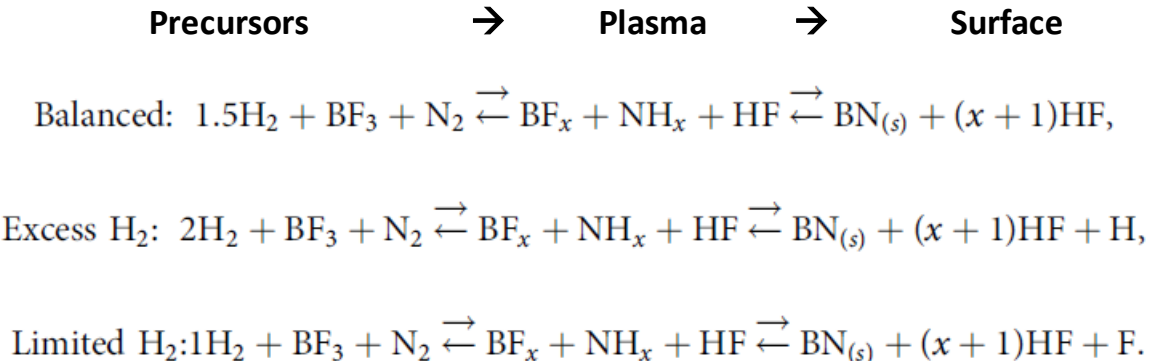 Precursors → Plasma → Surface
Balanced: 1.5H₂ + BF₃ + N₂ ⇄ BFₓ + NHₓ + HF ⇄ BN₍ₛ₎ + (x + 1)HF,
Excess H₂: 2H₂ + BF₃ + N₂ ⇄ BFₓ + NHₓ + HF ⇄ BN₍ₛ₎ + (x + 1)HF + H,
Limited H₂:1H₂ + BF₃ + N₂ ⇄ BFₓ + NHₓ + HF ⇄ BN₍ₛ₎ + (x + 1)HF + F.